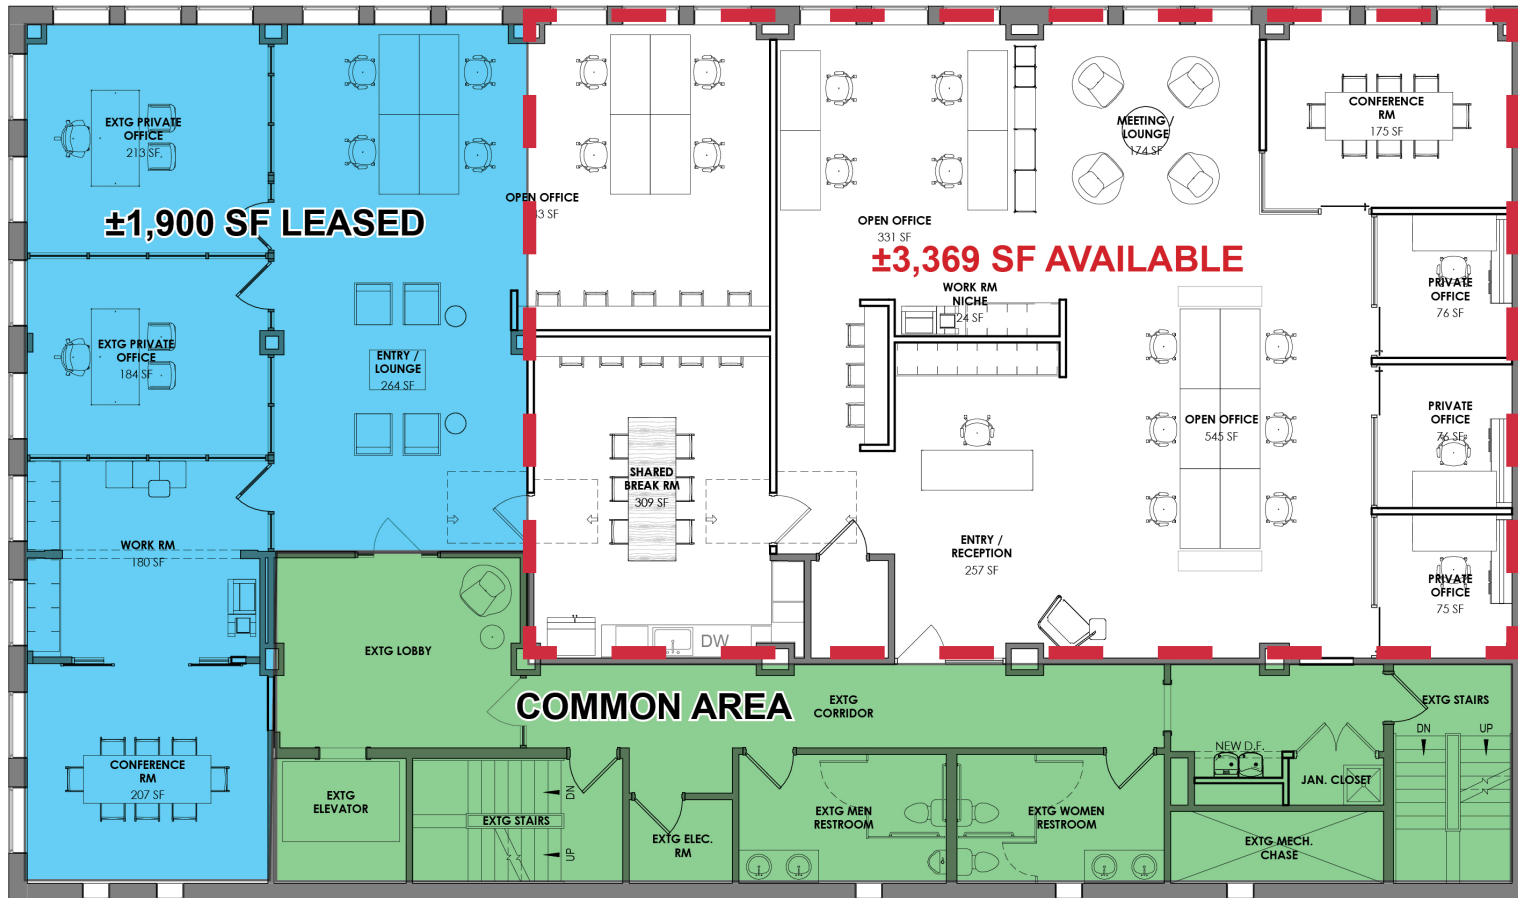 EXTG PRIVATE
OFFICE
213 SF
±1,900 SF LEASED
EXTG PRIVATE
OFFICE
184 SF
ENTRY /
LOUNGE
264 SF
WORK RM
180 SF
CONFERENCE
RM
207 SF
OPEN OFFICE
SF
SHARED
BREAK RM
309 SF
DW
OPEN OFFICE
331 SF
±3,369 SF AVAILABLE
MEETING /
LOUNGE
174 SF
CONFERENCE
RM
175 SF
WORK RM
NICHE
24 SF
PRIVATE
OFFICE
76 SF
PRIVATE
OFFICE
76 SF
PRIVATE
OFFICE
75 SF
OPEN OFFICE
545 SF
ENTRY /
RECEPTION
257 SF
EXTG LOBBY
COMMON AREA
EXTG
CORRIDOR
EXTG STAIRS
DN
UP
NEW D.F.
JAN. CLOSET
EXTG
ELEVATOR
EXTG STAIRS
DN
UP
EXTG ELEC.
RM
EXTG MEN
RESTROOM
EXTG WOMEN
RESTROOM
EXTG MECH.
CHASE